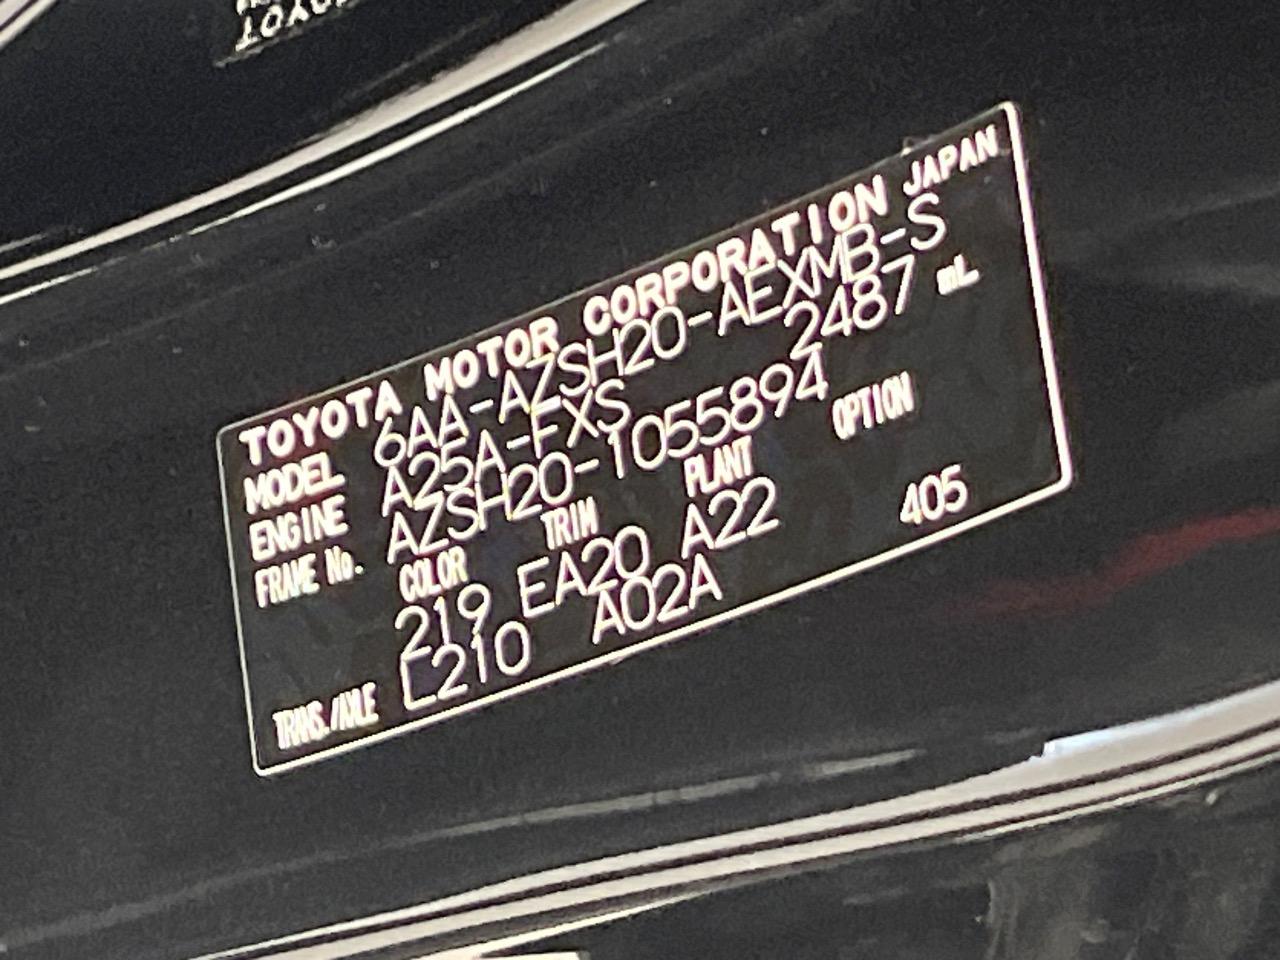 TOYOTA MOTOR CORPORATION JAPAN
MODEL 6AA-AZSH20-AEXMB-S
ENGINE A25A-FXS 2487 mL
FRAME No. AZSH20-1055894
COLOR TRIM PLANT OPTION
219 EA20 A22 405
TRANS./AXLE L210 A02A